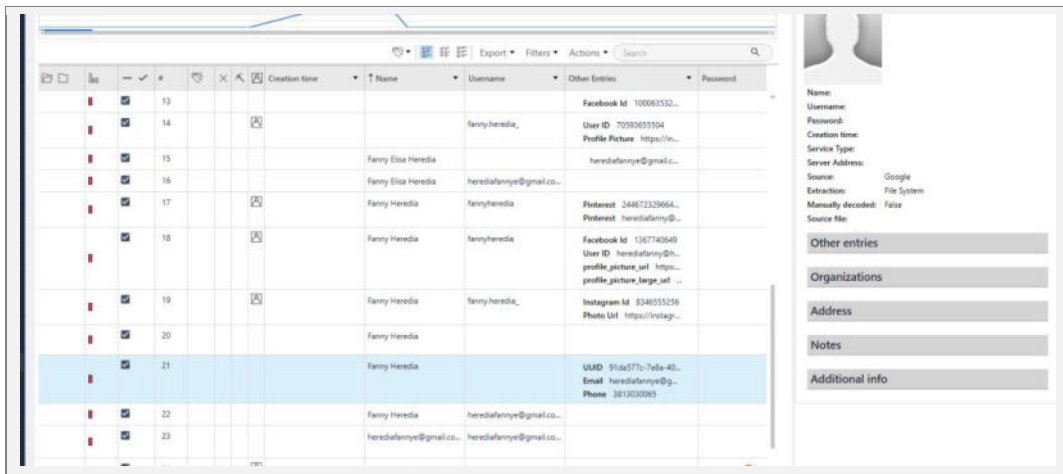 Export Filters Actions Search
# Creation time Name Username Other Entries Password
13 Facebook Id 100063532...
14 fanny.heredia_ User ID 70593655504
Profile Picture https://in...
15 Fanny Elisa Heredia herediafannye@gmail.c...
16 Fanny Elisa Heredia herediafannye@gmail.co...
17 Fanny Heredia fannyheredia Pinterest 244672329664...
Pinterest herediafanny@...
18 Fanny Heredia fannyheredia Facebook Id 1367740649
User ID herediafanny@h...
profile_picture_url https:...
profile_picture_large_url ...
19 Fanny Heredia fanny.heredia_ Instagram Id 8346555256
Photo Url https://instagr...
20 Fanny Heredia
21 Fanny Heredia UUID 91da577c-7e8a-40...
Email herediafannye@g...
Phone 3813030065
22 Fanny Heredia herediafannye@gmail.co...
23 herediafannye@gmail.co... herediafannye@gmail.co...
Name:
Username:
Password:
Creation time:
Service Type:
Server Address:
Source: Google
Extraction: File System
Manually decoded: False
Source file:
Other entries
Organizations
Address
Notes
Additional info